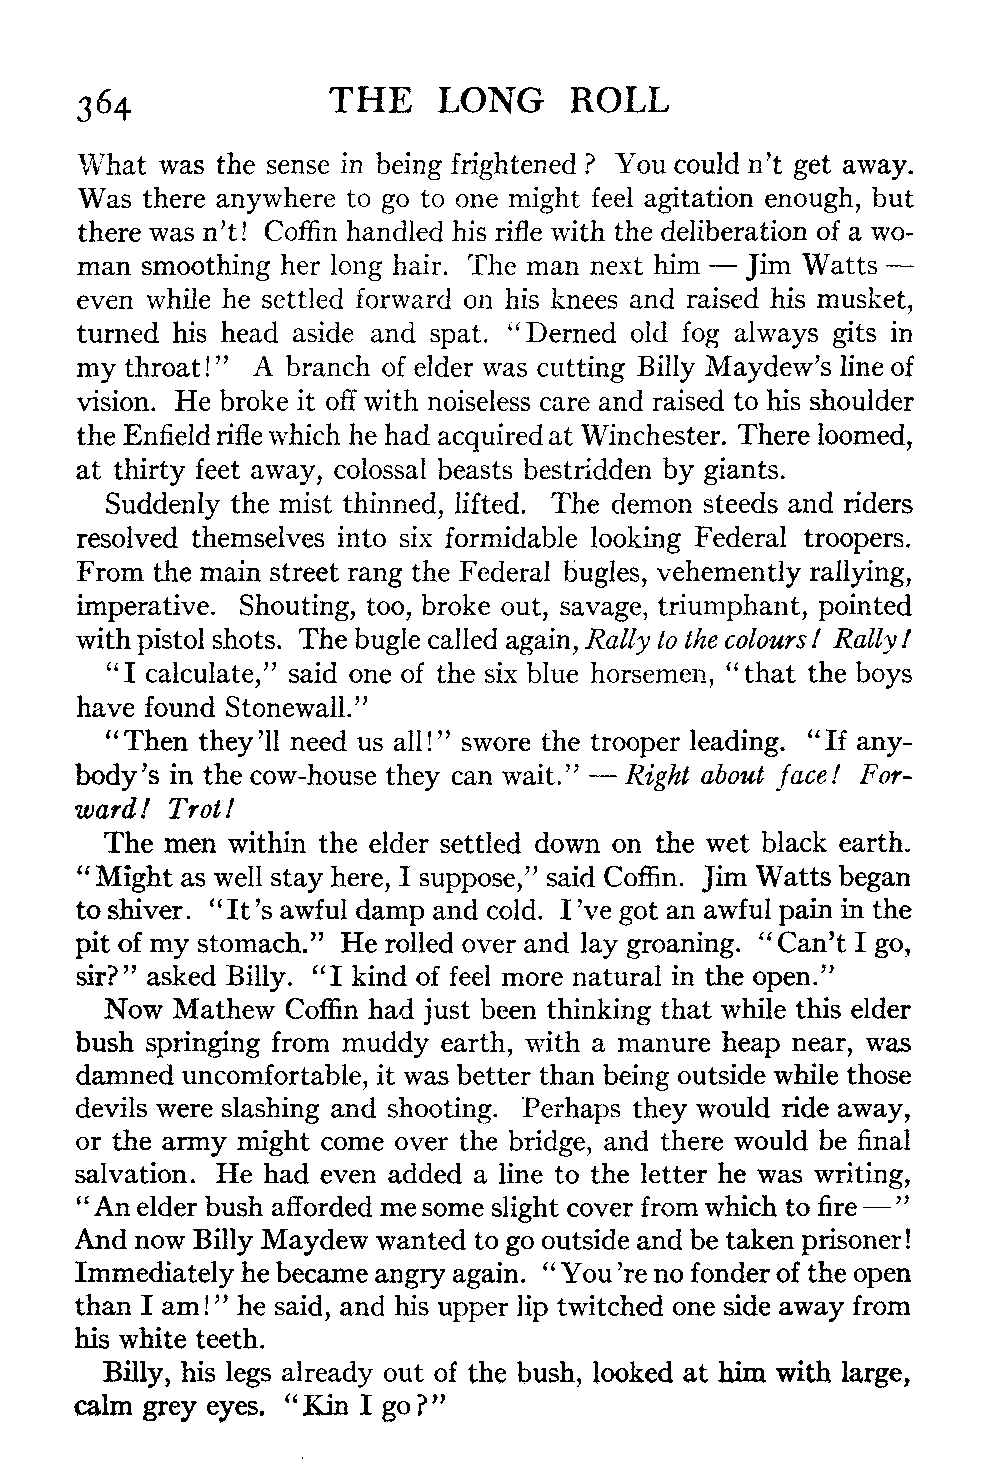 364 THE LONG ROLL
What was the sense in being frightened? You could n't get away.
Was there anywhere to go to one might feel agitation enough, but
there was n't! Coffin handled his rifle with the deliberation of a wo-
man smoothing her long hair. The man next him — Jim Watts —
even while he settled forward on his knees and raised his musket,
turned his head aside and spat. "Derned old fog always gits in
my throat!" A branch of elder was cutting Billy Maydew's line of
vision. He broke it off with noiseless care and raised to his shoulder
the Enfield rifle which he had acquired at Winchester. There loomed,
at thirty feet away, colossal beasts bestridden by giants.
Suddenly the mist thinned, lifted. The demon steeds and riders
resolved themselves into six formidable looking Federal troopers.
From the main street rang the Federal bugles, vehemently rallying,
imperative. Shouting, too, broke out, savage, triumphant, pointed
with pistol shots. The bugle called again, Rally to the colours! Rally!
"I calculate," said one of the six blue horsemen, "that the boys
have found Stonewall."
"Then they'll need us all!" swore the trooper leading. "If any-
body's in the cow-house they can wait." — Right about face! For-
ward! Trot!
The men within the elder settled down on the wet black earth.
"Might as well stay here, I suppose," said Coffin. Jim Watts began
to shiver. "It's awful damp and cold. I've got an awful pain in the
pit of my stomach." He rolled over and lay groaning. "Can't I go,
sir?" asked Billy. "I kind of feel more natural in the open."
Now Mathew Coffin had just been thinking that while this elder
bush springing from muddy earth, with a manure heap near, was
damned uncomfortable, it was better than being outside while those
devils were slashing and shooting. Perhaps they would ride away,
or the army might come over the bridge, and there would be final
salvation. He had even added a line to the letter he was writing,
"An elder bush afforded me some slight cover from which to fire—"
And now Billy Maydew wanted to go outside and be taken prisoner!
Immediately he became angry again. "You're no fonder of the open
than I am!" he said, and his upper lip twitched one side away from
his white teeth.
Billy, his legs already out of the bush, looked at him with large,
calm grey eyes. "Kin I go?"